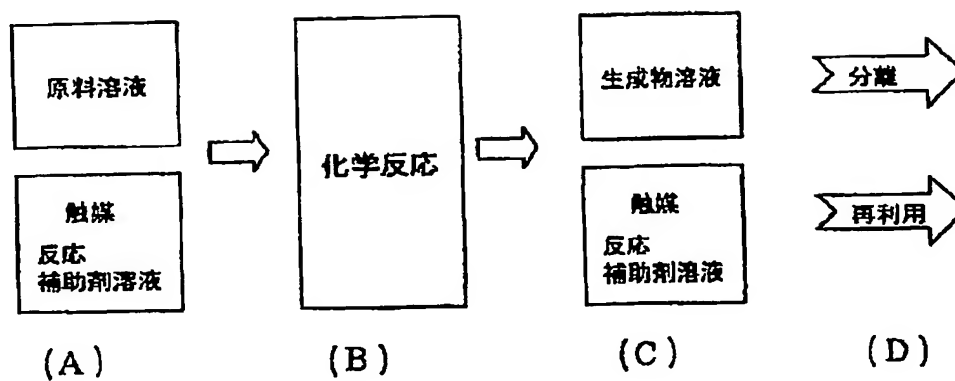 原料溶液
触媒
反応
補助剤溶液
(A)
化学反応
(B)
生成物溶液
触媒
反応
補助剤溶液
(C)
分離
再利用
(D)